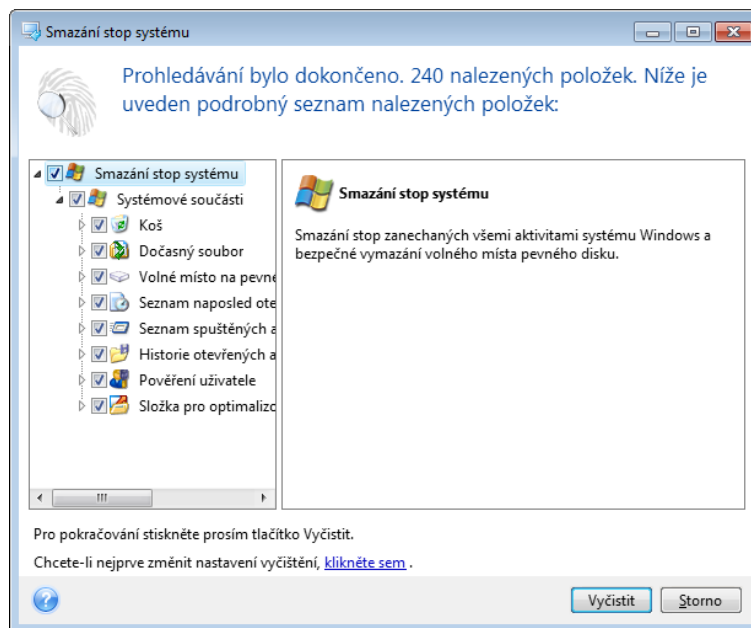 Smazání stop systému
Prohledávání bylo dokončeno. 240 nalezených položek. Níže je
uveden podrobný seznam nalezených položek:
Smazání stop systému
Systémové součásti
Koš
Dočasný soubor
Volné místo na pevné
Seznam naposled ote
Seznam spuštěných a
Historie otevřených a
Pověření uživatele
Složka pro optimalizo
Smazání stop systému
Smazání stop zanechaných všemi aktivitami systému Windows a
bezpečné vymazání volného místa pevného disku.
Pro pokračování stiskněte prosím tlačítko Vyčistit.
Chcete-li nejprve změnit nastavení vyčištění, klikněte sem .
Vyčistit
Storno